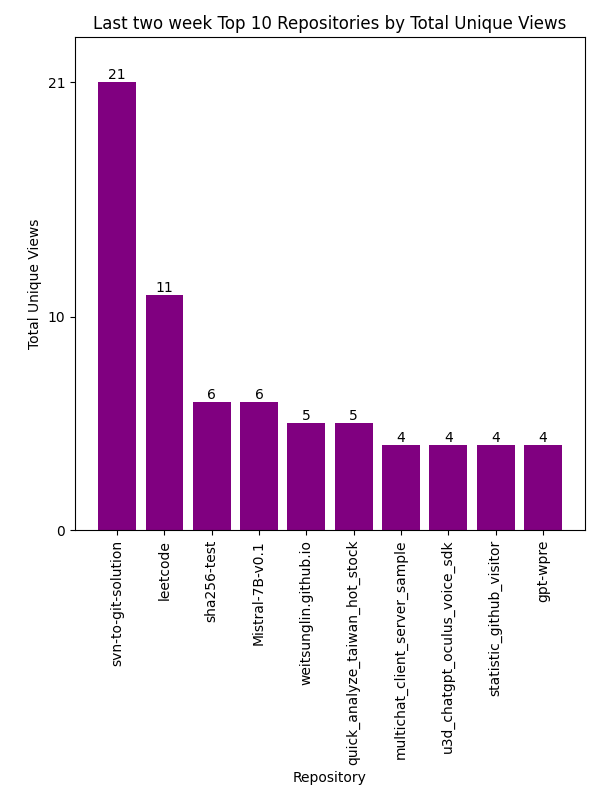 Last two week Top 10 Repositories by Total Unique Views
Total Unique Views
21
10
0
21
11
6
6
5
5
4
4
4
4
svn-to-git-solution
leetcode
sha256-test
Mistral-7B-v0.1
weitsunglin.github.io
quick_analyze_taiwan_hot_stock
multichat_client_server_sample
u3d_chatgpt_oculus_voice_sdk
statistic_github_visitor
gpt-wpre
Repository